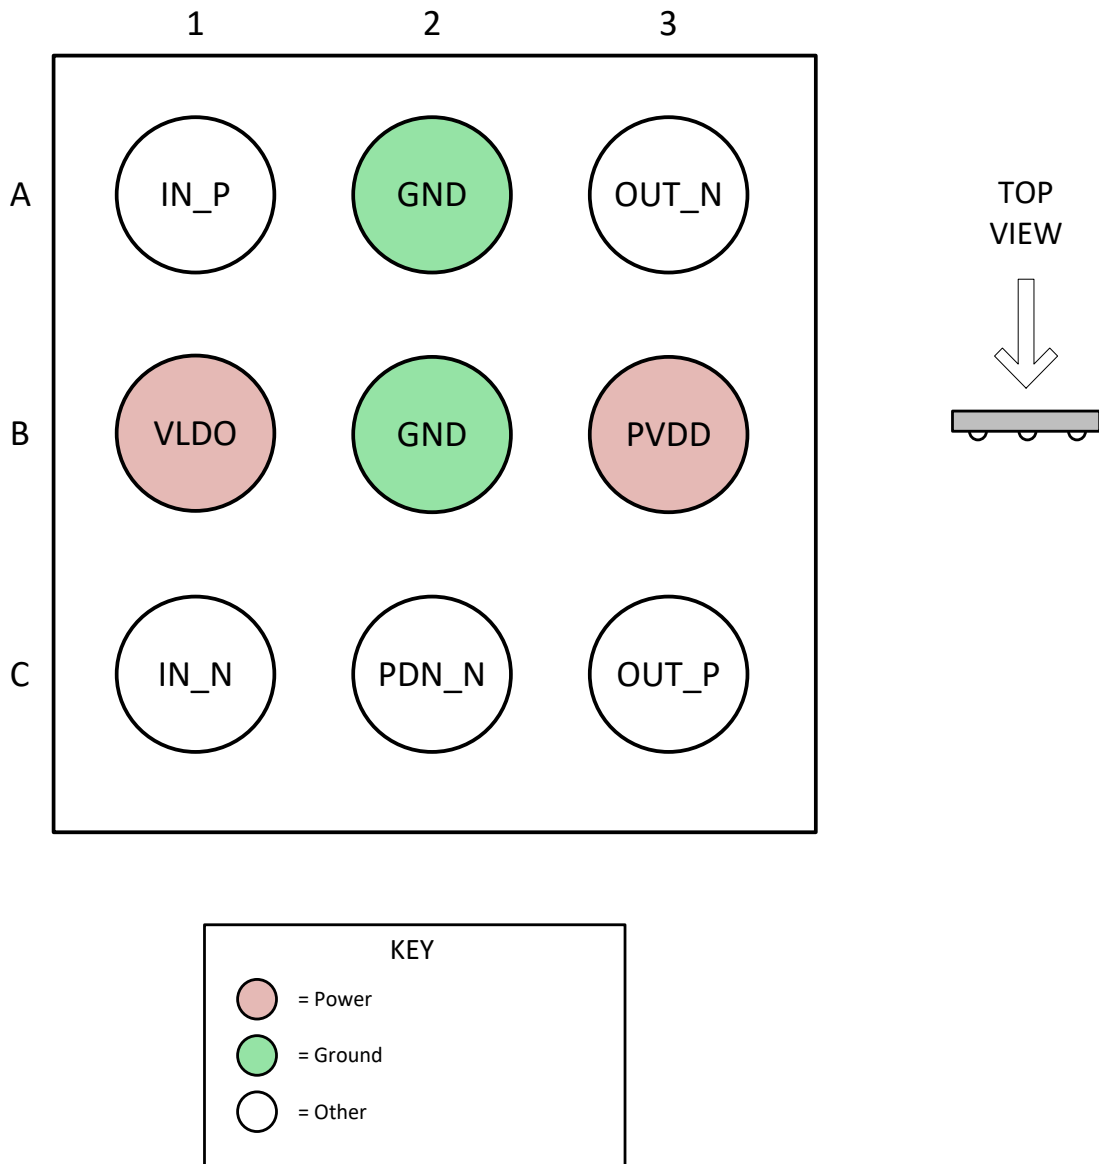 1 2 3
A IN_P GND OUT_N
TOP
VIEW
B VLDO GND PVDD
C IN_N PDN_N OUT_P
KEY
= Power
= Ground
= Other